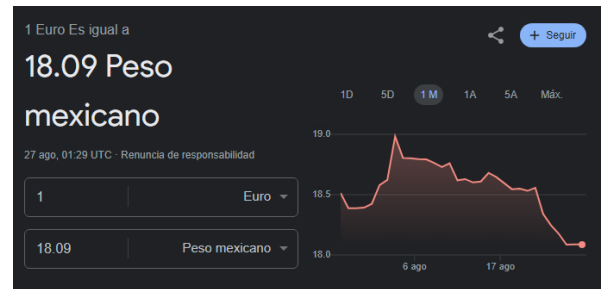 1 Euro Es igual a
18.09 Peso
mexicano
27 ago, 01:29 UTC · Renuncia de responsabilidad
1 Euro
18.09 Peso mexicano
+ Seguir
1D 5D 1 M 1A 5A Máx.
19.0
18.5
18.0
6 ago 17 ago